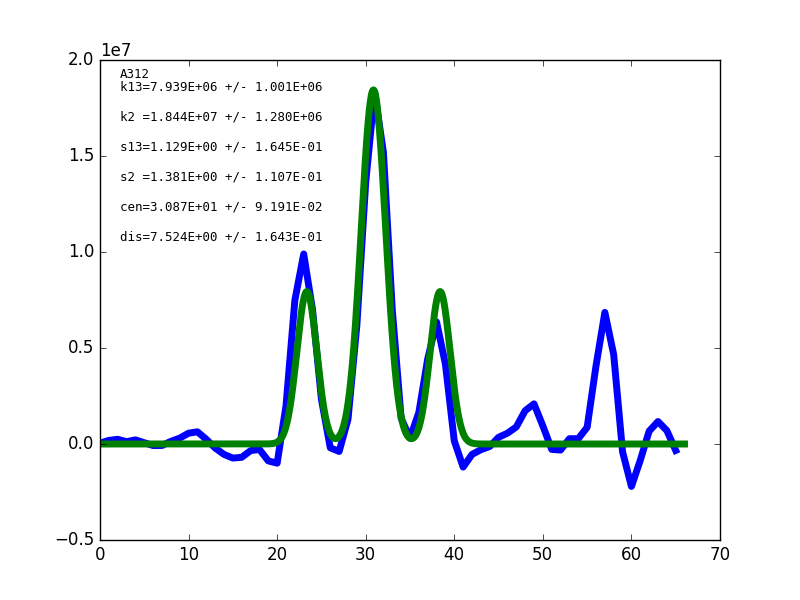 1e7
2.0
1.5
1.0
0.5
0.0
−0.5
A312
k13=7.939E+06 +/- 1.001E+06
k2 =1.844E+07 +/- 1.280E+06
s13=1.129E+00 +/- 1.645E-01
s2 =1.381E+00 +/- 1.107E-01
cen=3.087E+01 +/- 9.191E-02
dis=7.524E+00 +/- 1.643E-01
0 10 20 30 40 50 60 70